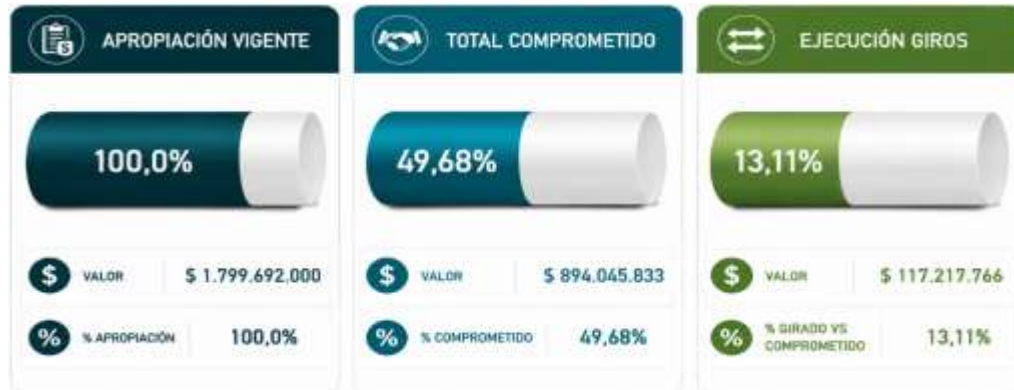 APROPIACIÓN VIGENTE
100,0%
$ VALOR $ 1.799.692.000
% % APROPIACIÓN 100,0%
TOTAL COMPROMETIDO
49,68%
$ VALOR $ 894.045.833
% % COMPROMETIDO 49,68%
EJECUCIÓN GIROS
13,11%
$ VALOR $ 117.217.766
% % GIRADO VS
COMPROMETIDO 13,11%